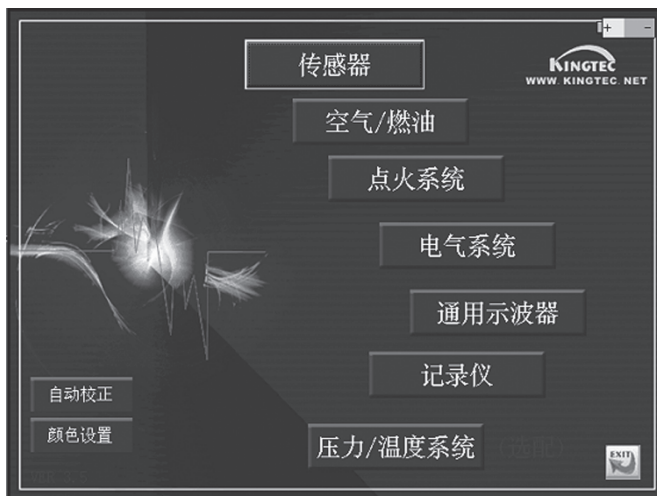 传感器
KINGTEC
WWW. KINGTEC. NET
空气/燃油
点火系统
电气系统
通用示波器
记录仪
自动校正
颜色设置
压力/温度系统 (选配)
EXIT